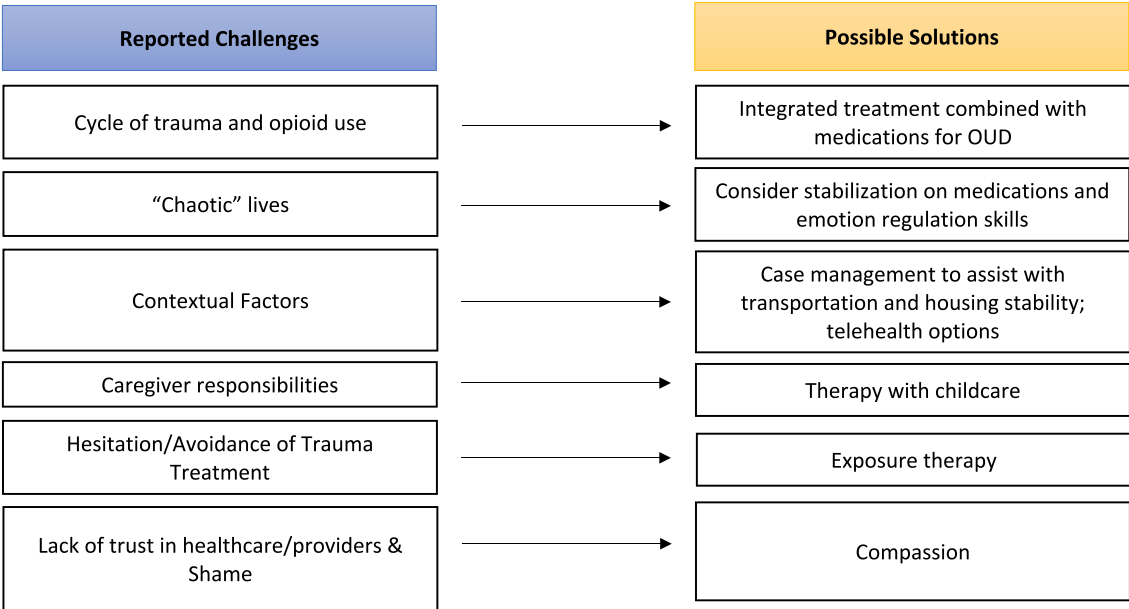 Reported Challenges
Possible Solutions
Cycle of trauma and opioid use
Integrated treatment combined with
medications for OUD
“Chaotic” lives
Consider stabilization on medications and
emotion regulation skills
Contextual Factors
Case management to assist with
transportation and housing stability;
telehealth options
Caregiver responsibilities
Therapy with childcare
Hesitation/Avoidance of Trauma
Treatment
Exposure therapy
Lack of trust in healthcare/providers &
Shame
Compassion